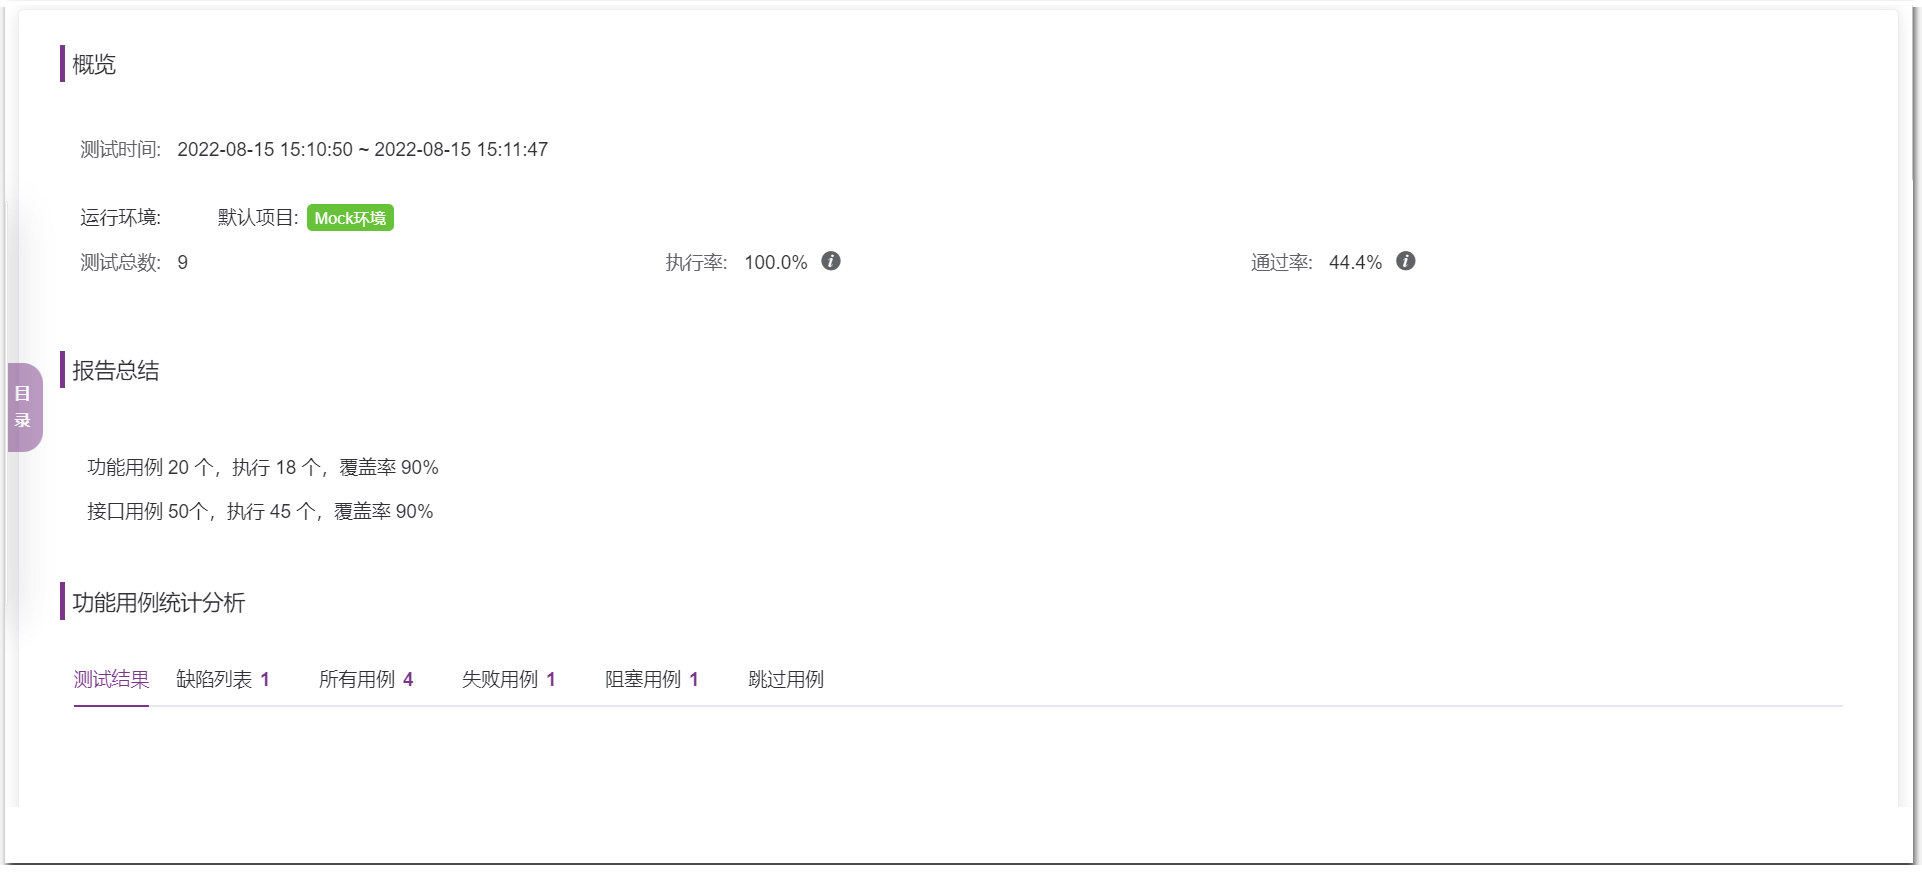 概览
测试时间: 2022-08-15 15:10:50 ~ 2022-08-15 15:11:47
运行环境: 默认项目: Mock环境
测试总数: 9 执行率: 100.0% 通过率: 44.4%
报告总结
目
录
功能用例 20 个，执行 18 个，覆盖率 90%
接口用例 50个，执行 45 个，覆盖率 90%
功能用例统计分析
测试结果 缺陷列表 1 所有用例 4 失败用例 1 阻塞用例 1 跳过用例